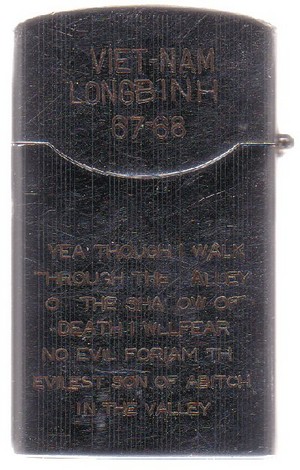 VIET-NAM
LONGBINH
67-68
YEA THOUGH I WALK
THROUGH THE ALLEY
O THE SHA OW OF
DEATH I WLLFEAR
NO EVIL FORIAM TH
EVILEST SON OF ABITCH
IN THE VALLEY